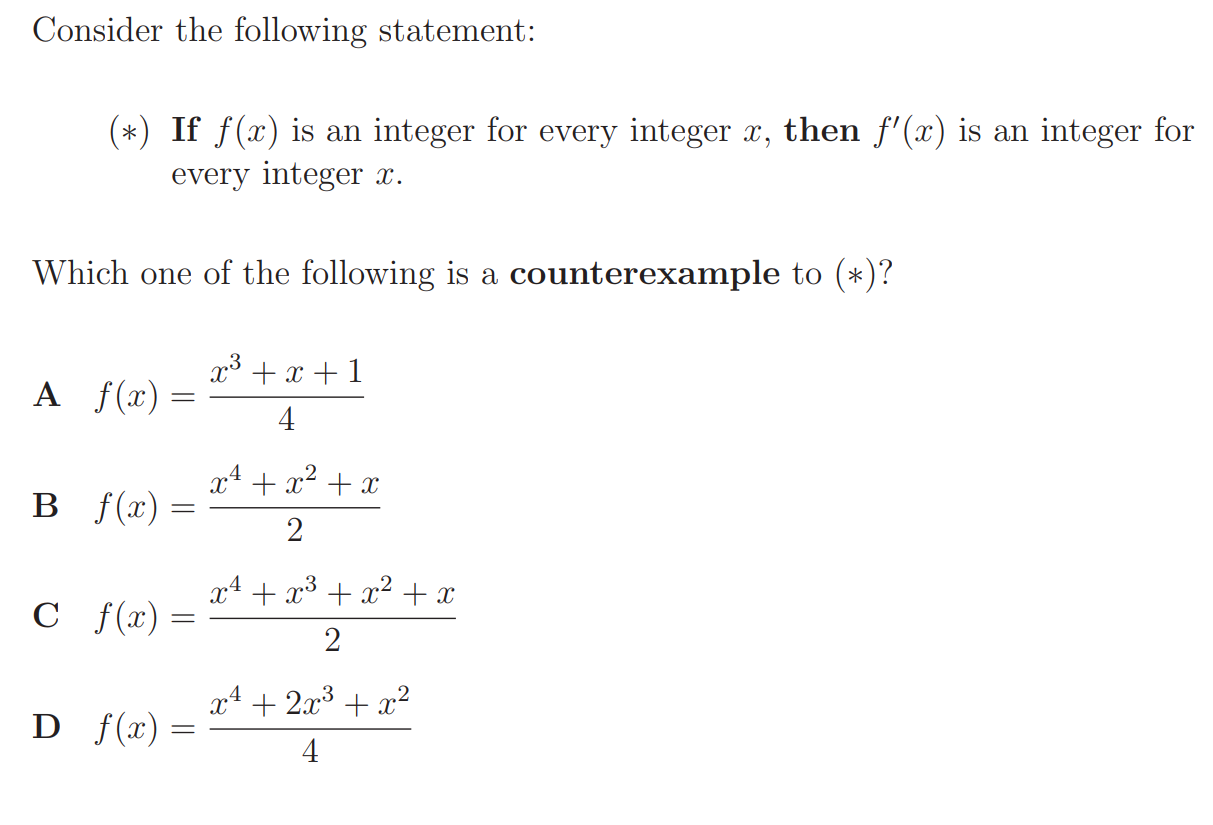 Consider the following statement:
(∗) If f(x) is an integer for every integer x, then f′(x) is an integer for
every integer x.
Which one of the following is a counterexample to (∗)?
A f(x) = \frac{x^3 + x + 1}{4}
B f(x) = \frac{x^4 + x^2 + x}{2}
C f(x) = \frac{x^4 + x^3 + x^2 + x}{2}
D f(x) = \frac{x^4 + 2x^3 + x^2}{4}